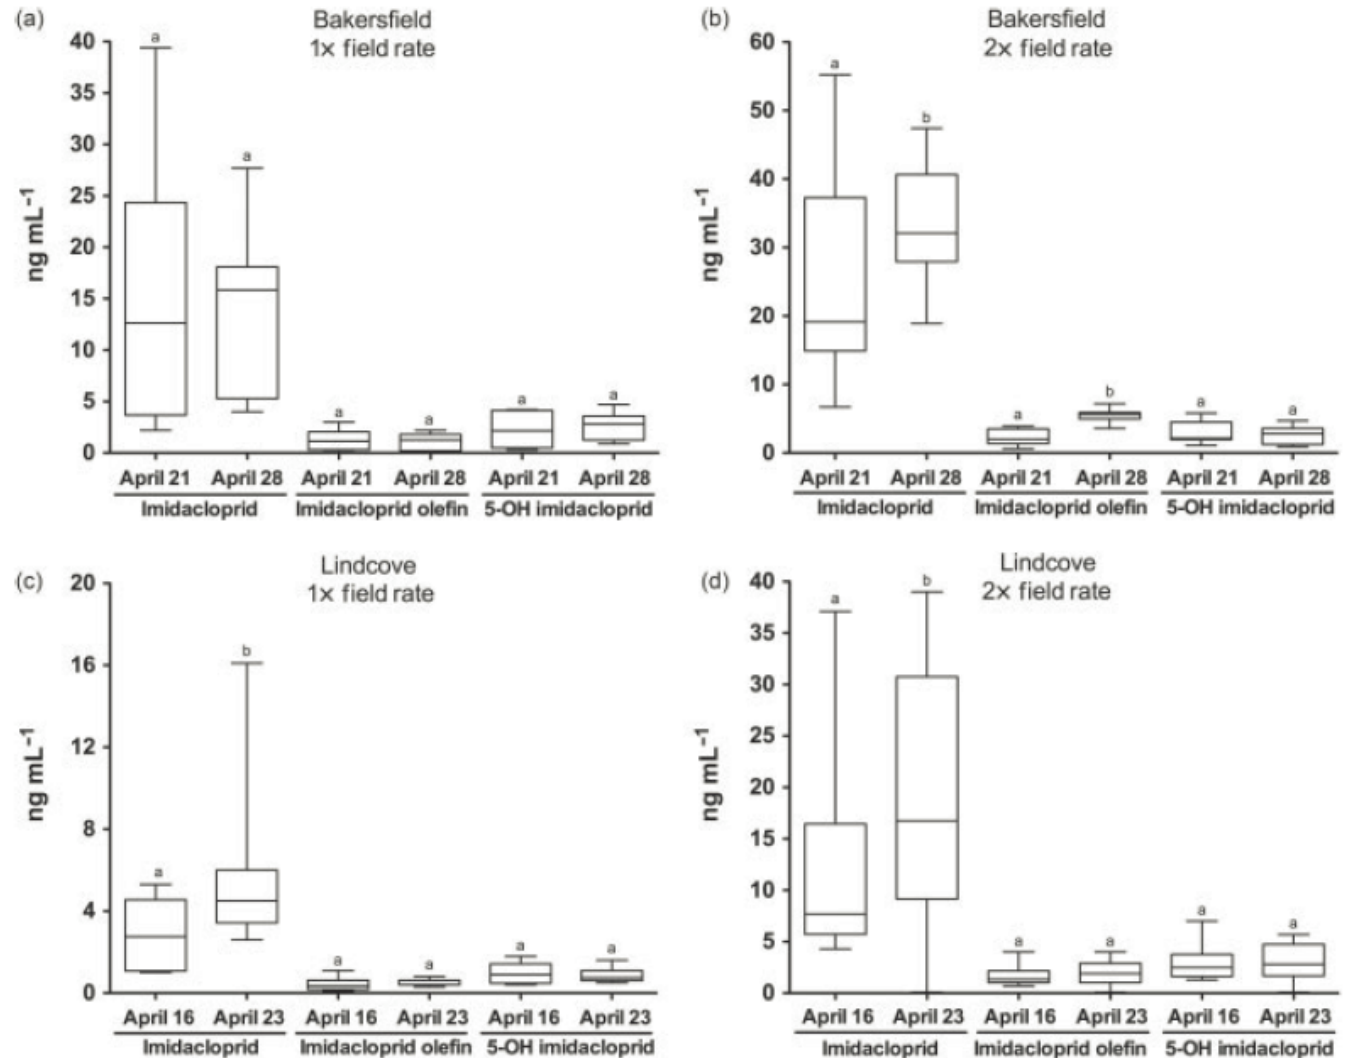 (a)
Bakersfield
1× field rate
ng mL⁻¹
40
35
30
25
20
15
10
5
0
a
a
a
a
a
a
April 21 April 28 April 21 April 28 April 21 April 28
Imidacloprid Imidacloprid olefin 5-OH imidacloprid
(b)
Bakersfield
2× field rate
ng mL⁻¹
60
50
40
30
20
10
0
a
b
a
b
a
a
April 21 April 28 April 21 April 28 April 21 April 28
Imidacloprid Imidacloprid olefin 5-OH imidacloprid
(c)
Lindcove
1× field rate
ng mL⁻¹
20
16
12
8
4
0
a
b
a
a
a
a
April 16 April 23 April 16 April 23 April 16 April 23
Imidacloprid Imidacloprid olefin 5-OH imidacloprid
(d)
Lindcove
2× field rate
ng mL⁻¹
40
35
30
25
20
15
10
5
0
a
b
a
a
a
a
April 16 April 23 April 16 April 23 April 16 April 23
Imidacloprid Imidacloprid olefin 5-OH imidacloprid